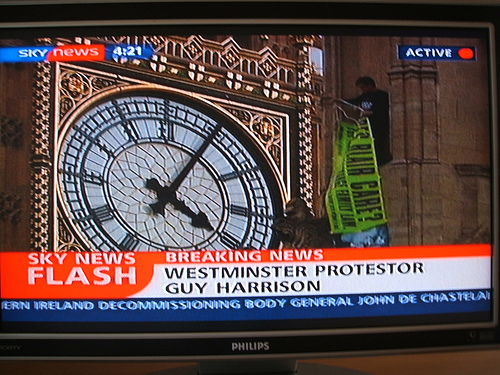 sky news 4:21
ACTIVE
SKY NEWS
FLASH
BREAKING NEWS
WESTMINSTER PROTESTOR
GUY HARRISON
ERN IRELAND DECOMMISSIONING BODY GENERAL JOHN DE CHASTELAI
PHILIPS